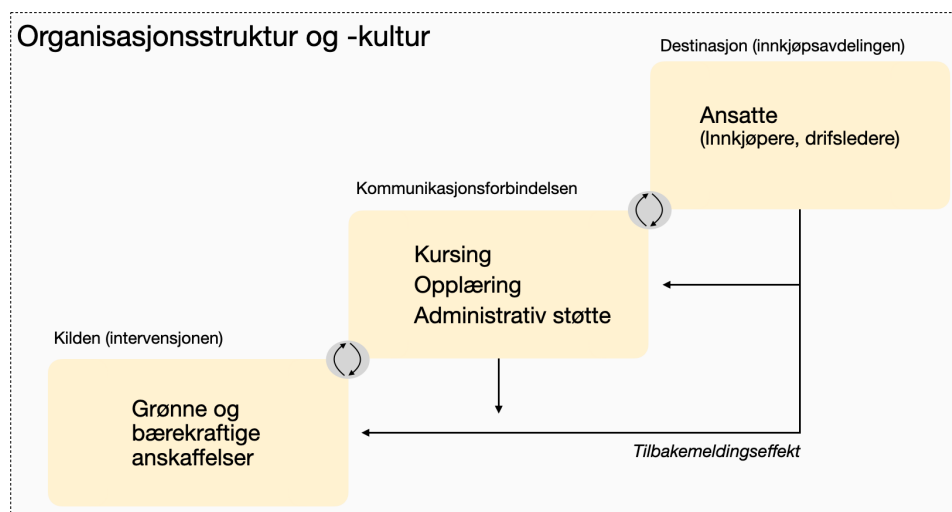 Organisasjonsstruktur og -kultur
Destinasjon (innkjøpsavdelingen)
Ansatte
(Innkjøpere, drifsledere)
Kommunikasjonsforbindelsen
Kursing
Opplæring
Administrativ støtte
Kilden (intervensjonen)
Grønne og
bærekraftige
anskaffelser
Tilbakemeldingseffekt